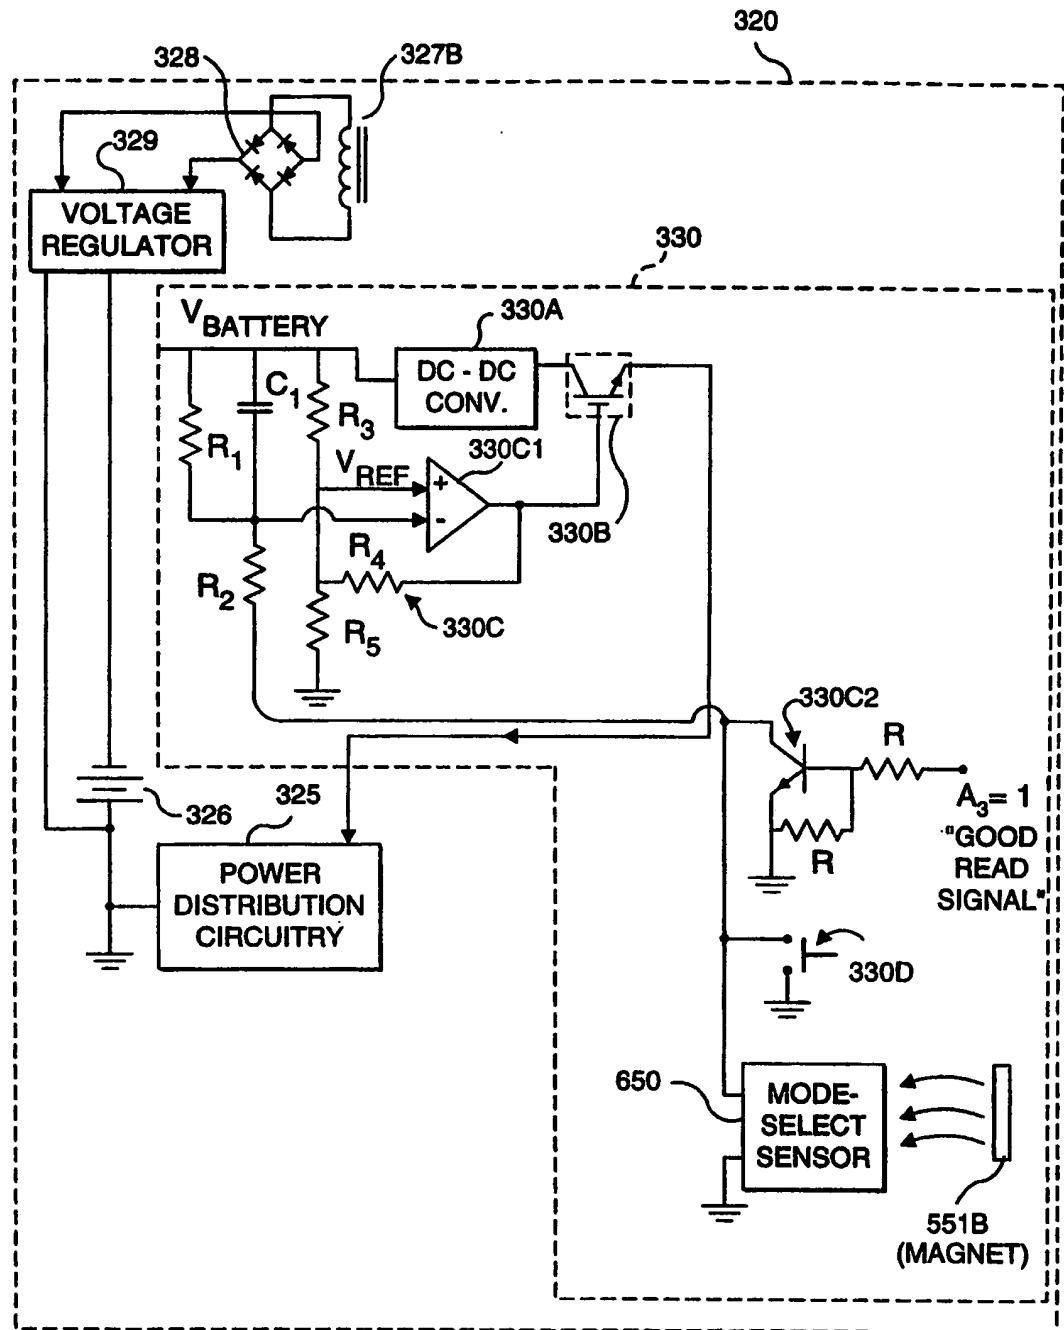 320
328
327B
329
VOLTAGE
REGULATOR
330
V BATTERY
330A
DC - DC
CONV.
C1
R3
R1
330C1
VREF
+
-
330B
R4
R2
330C
R5
330C2
R
A3= 1
"GOOD
READ
SIGNAL"
R
326
325
POWER
DISTRIBUTION
CIRCUITRY
330D
650
MODE-
SELECT
SENSOR
551B
(MAGNET)